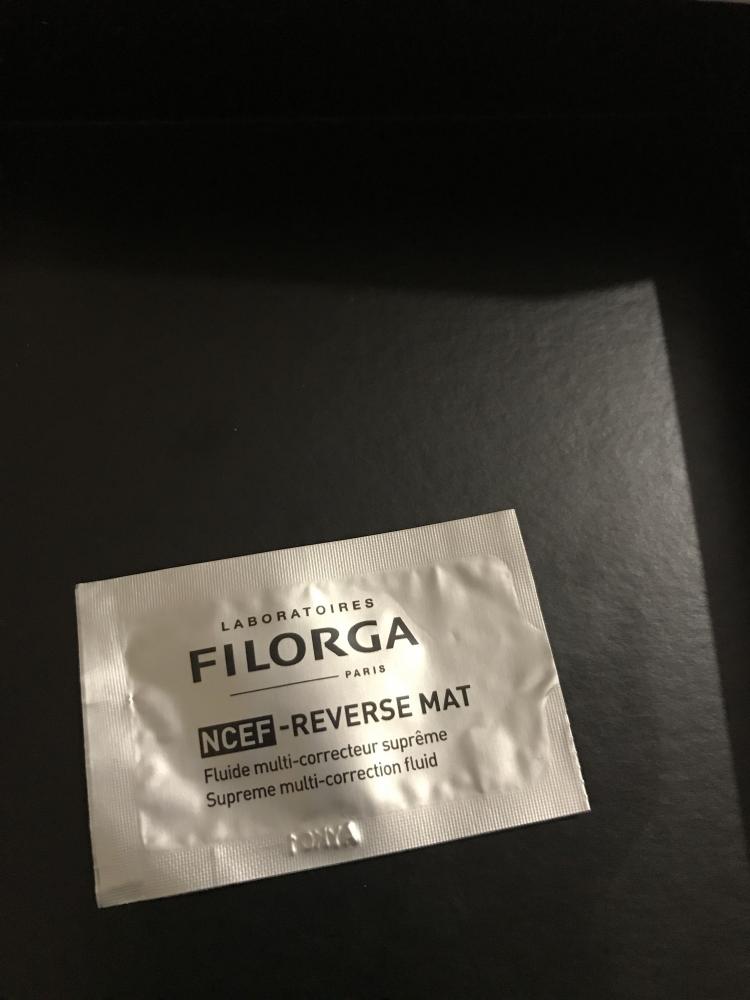 LABORATOIRES
FILORGA
PARIS
NCEF-REVERSE MAT
Fluide multi-correcteur suprême
Supreme multi-correction fluid